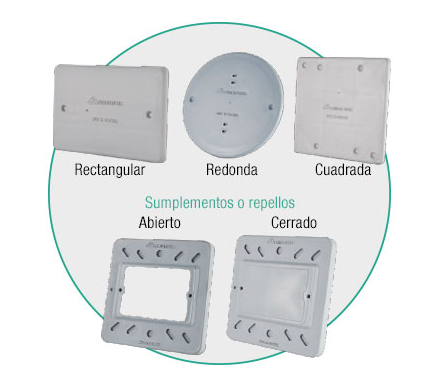 Rectangular
Redonda
Cuadrada
Sumplementos o repellos
Abierto
Cerrado